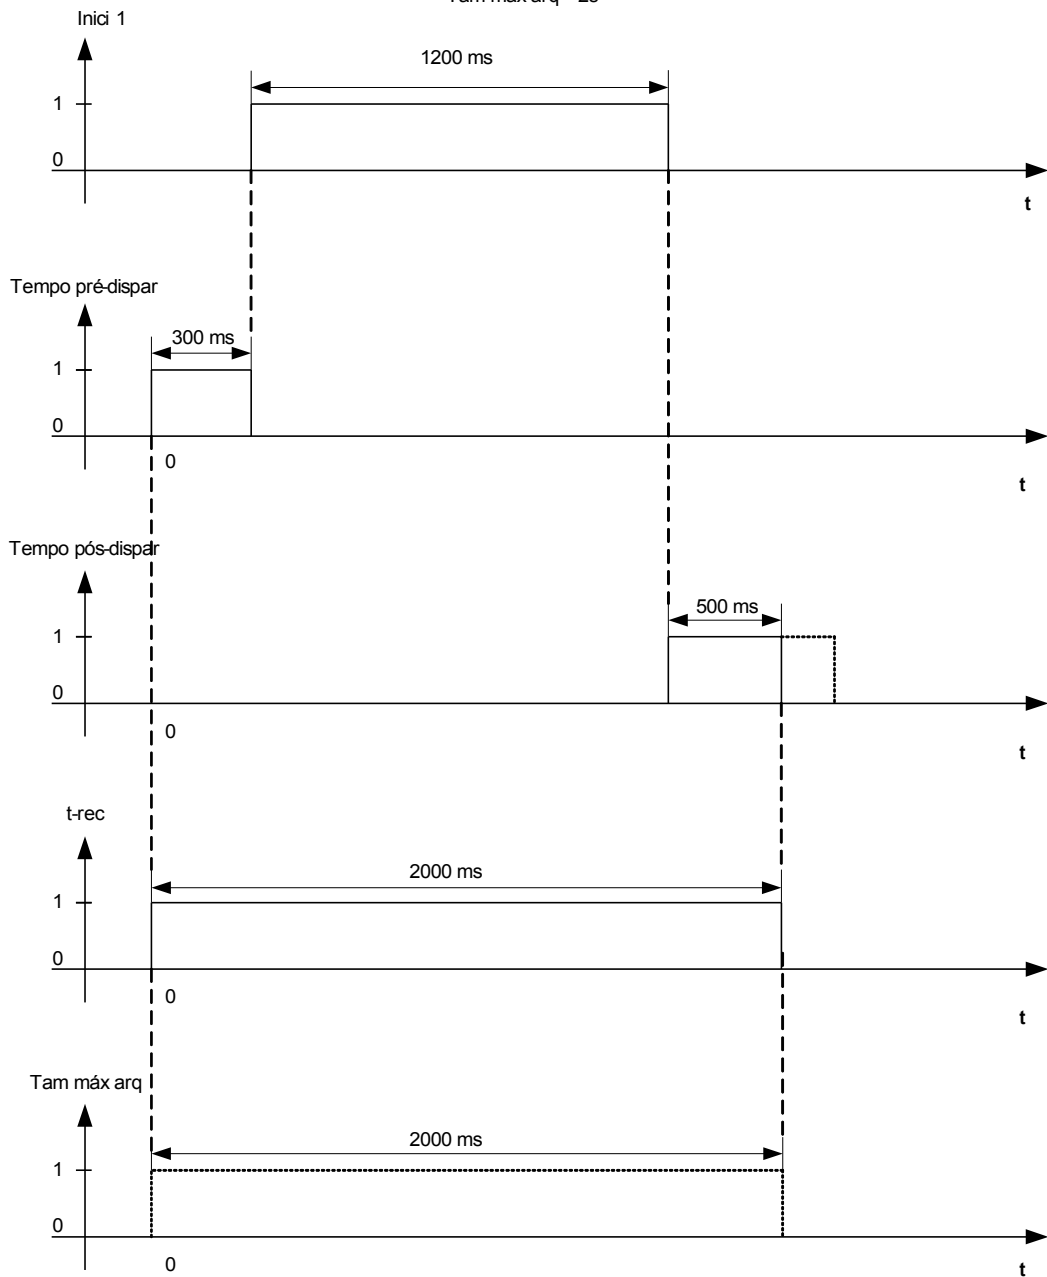 Inici 1
1200 ms
1
0
t
Tempo pré-dispar
300 ms
1
0
0
t
Tempo pós-dispar
500 ms
1
0
0
t
t-rec
2000 ms
1
0
0
t
Tam máx arq
2000 ms
1
0
0
t